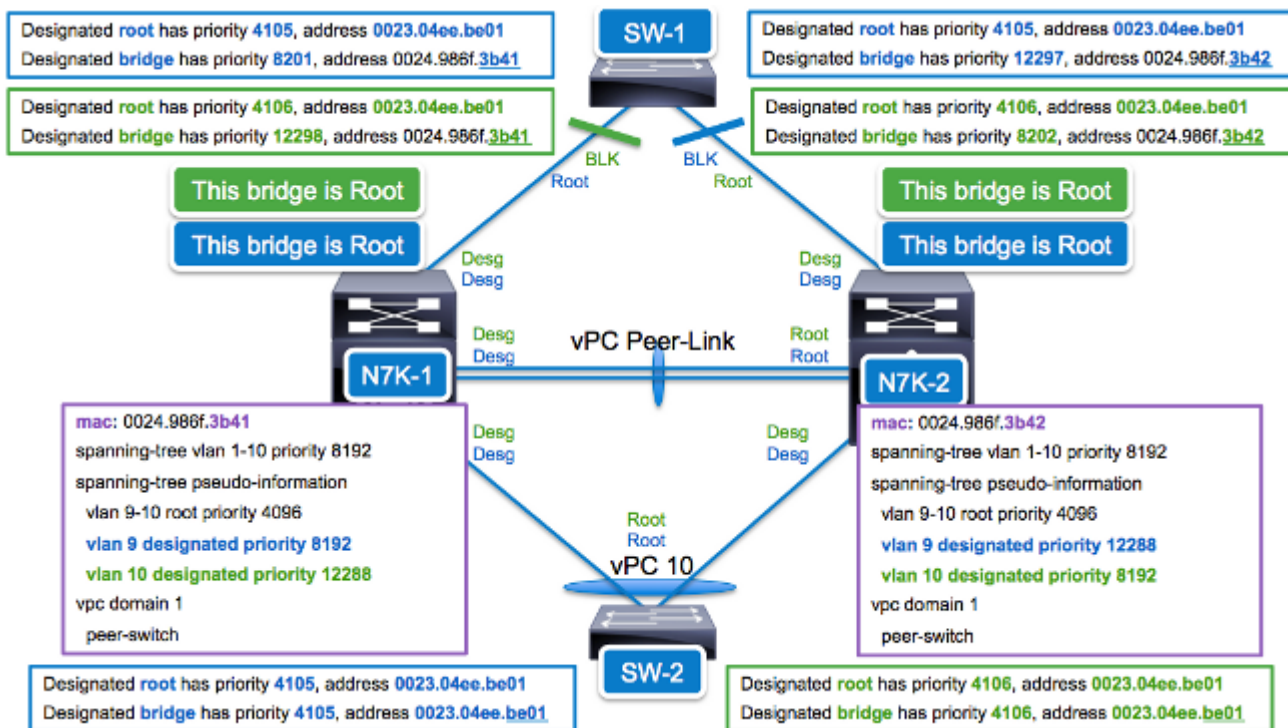 Designated root has priority 4105, address 0023.04ee.be01
Designated bridge has priority 8201, address 0024.986f.3b41
Designated root has priority 4106, address 0023.04ee.be01
Designated bridge has priority 12298, address 0024.986f.3b41
SW-1
Designated root has priority 4105, address 0023.04ee.be01
Designated bridge has priority 12297, address 0024.986f.3b42
Designated root has priority 4106, address 0023.04ee.be01
Designated bridge has priority 8202, address 0024.986f.3b42
BLK
Root
BLK
Root
This bridge is Root
This bridge is Root
This bridge is Root
This bridge is Root
Desg
Desg
Desg
Desg
Desg
Desg
vPC Peer-Link
Root
Root
N7K-1
N7K-2
mac: 0024.986f.3b41
spanning-tree vlan 1-10 priority 8192
spanning-tree pseudo-information
vlan 9-10 root priority 4096
vlan 9 designated priority 8192
vlan 10 designated priority 12288
vpc domain 1
peer-switch
Desg
Desg
Desg
Desg
mac: 0024.986f.3b42
spanning-tree vlan 1-10 priority 8192
spanning-tree pseudo-information
vlan 9-10 root priority 4096
vlan 9 designated priority 12288
vlan 10 designated priority 8192
vpc domain 1
peer-switch
Root
Root
vPC 10
SW-2
Designated root has priority 4105, address 0023.04ee.be01
Designated bridge has priority 4105, address 0023.04ee.be01
Designated root has priority 4106, address 0023.04ee.be01
Designated bridge has priority 4106, address 0023.04ee.be01